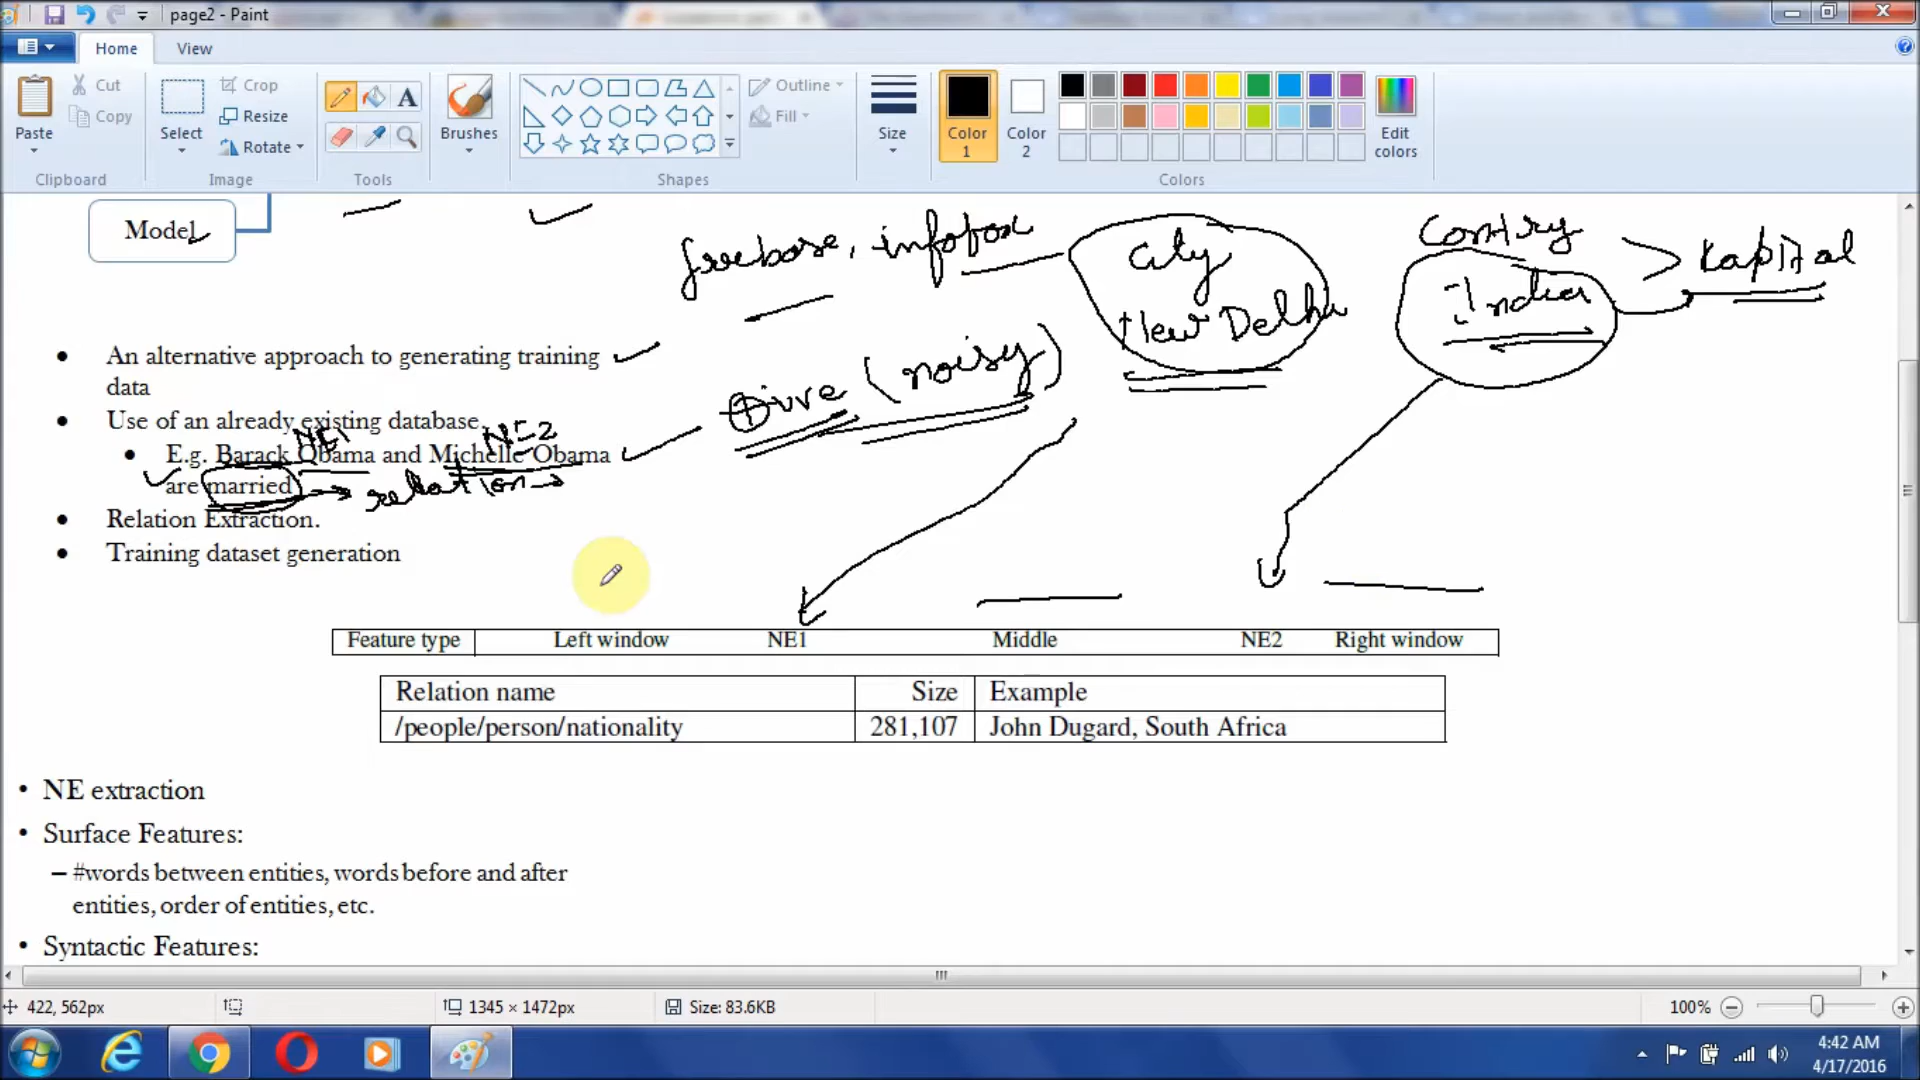 page2 - Paint
Home View
Paste Cut Copy Clipboard
Select Crop Resize Rotate Image
A Tools
Brushes
Outline Fill Shapes
Size
Color 1 Color 2 Edit colors Colors
Model
freebase, infobox
City
New Delhi
Contry
India
Kapital
(noisy)
• An alternative approach to generating training
data
• Use of an already existing database.
NE1 NE2
• E.g. Barack Obama and Michelle Obama
are married relation
• Relation Extraction.
• Training dataset generation
Feature type Left window NE1 Middle NE2 Right window
Relation name Size Example
/people/person/nationality 281,107 John Dugard, South Africa
• NE extraction
• Surface Features:
– #words between entities, words before and after
entities, order of entities, etc.
• Syntactic Features:
422, 562px 1345 × 1472px Size: 83.6KB 100%
4:42 AM
4/17/2016